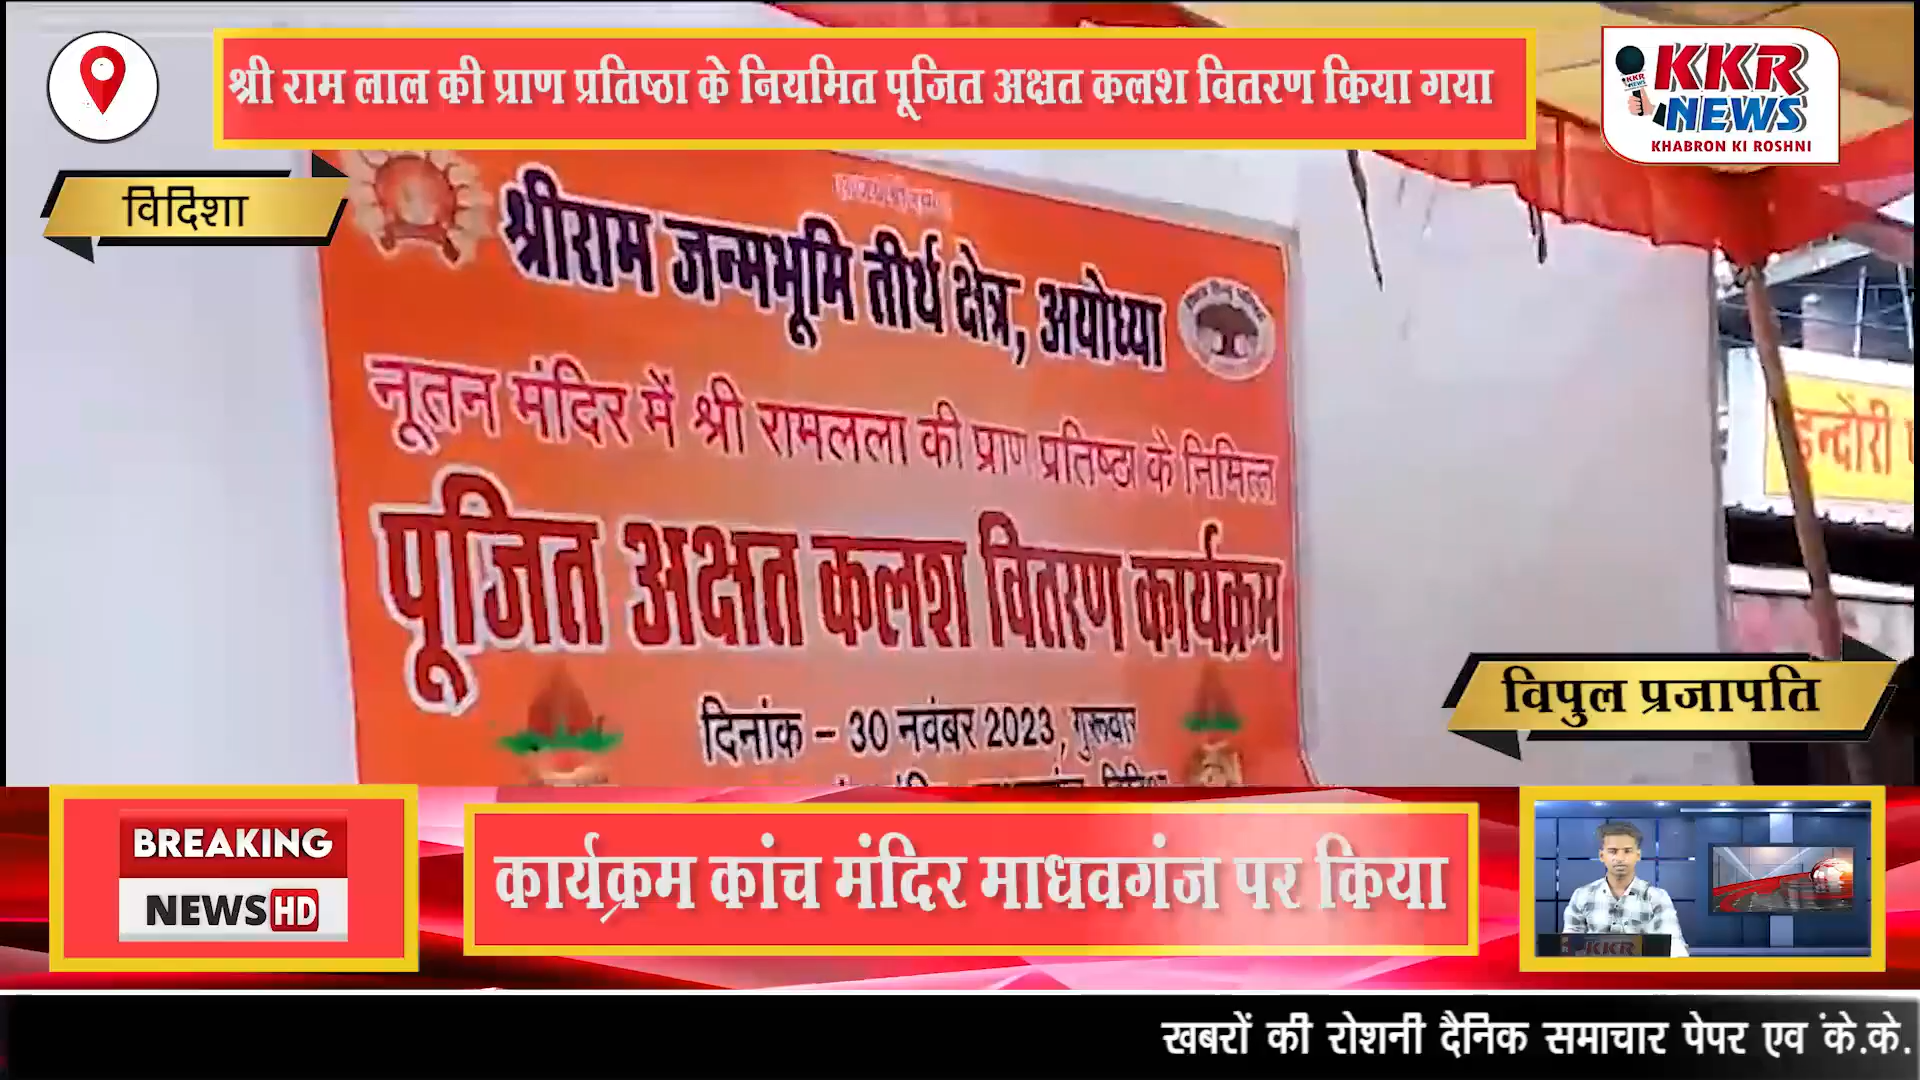 श्री राम लाल की प्राण प्रतिष्ठा के नियमित पूजित अक्षत कलश वितरण किया गया
KKR
NEWS
KHABRON KI ROSHNI
विदिशा
श्रीराम जन्मभूमि तीर्थ क्षेत्र, अयोध्या
नूतन मंदिर में श्री रामलला की प्राण प्रतिष्ठा के निमित्त
पूजित अक्षत कलश वितरण कार्यक्रम
दिनांक – 30 नवंबर 2023, गुरूवार
इन्दौरी
विपुल प्रजापति
BREAKING
NEWS HD
कार्यक्रम कांच मंदिर माधवगंज पर किया
KKR
खबरों की रोशनी दैनिक समाचार पेपर एव ंके.के.